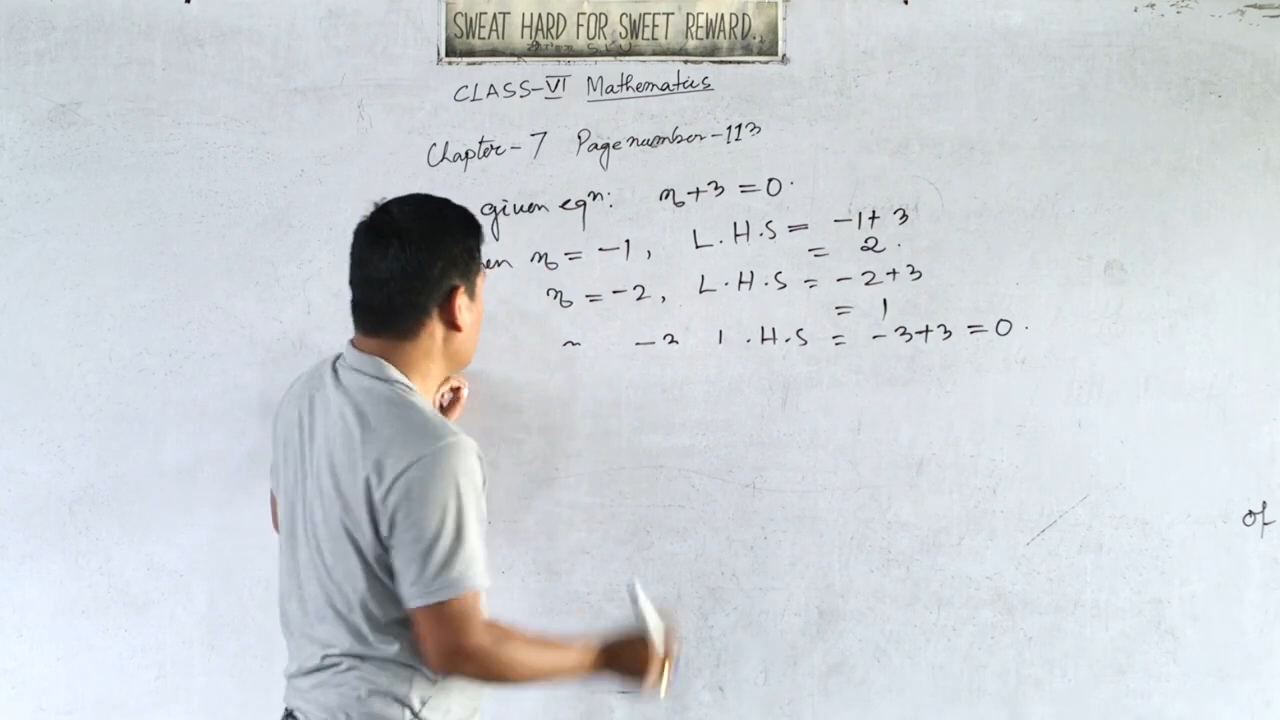 SWEAT HARD FOR SWEET REWARD..
CLASS-VI Mathematics
Chapter-7 Page number-113
given eqⁿ: x+3=0.
x=-1, L.H.S = -1+3
= 2.
x=-2, L.H.S = -2+3
= 1
.H.S = -3+3=0.
of